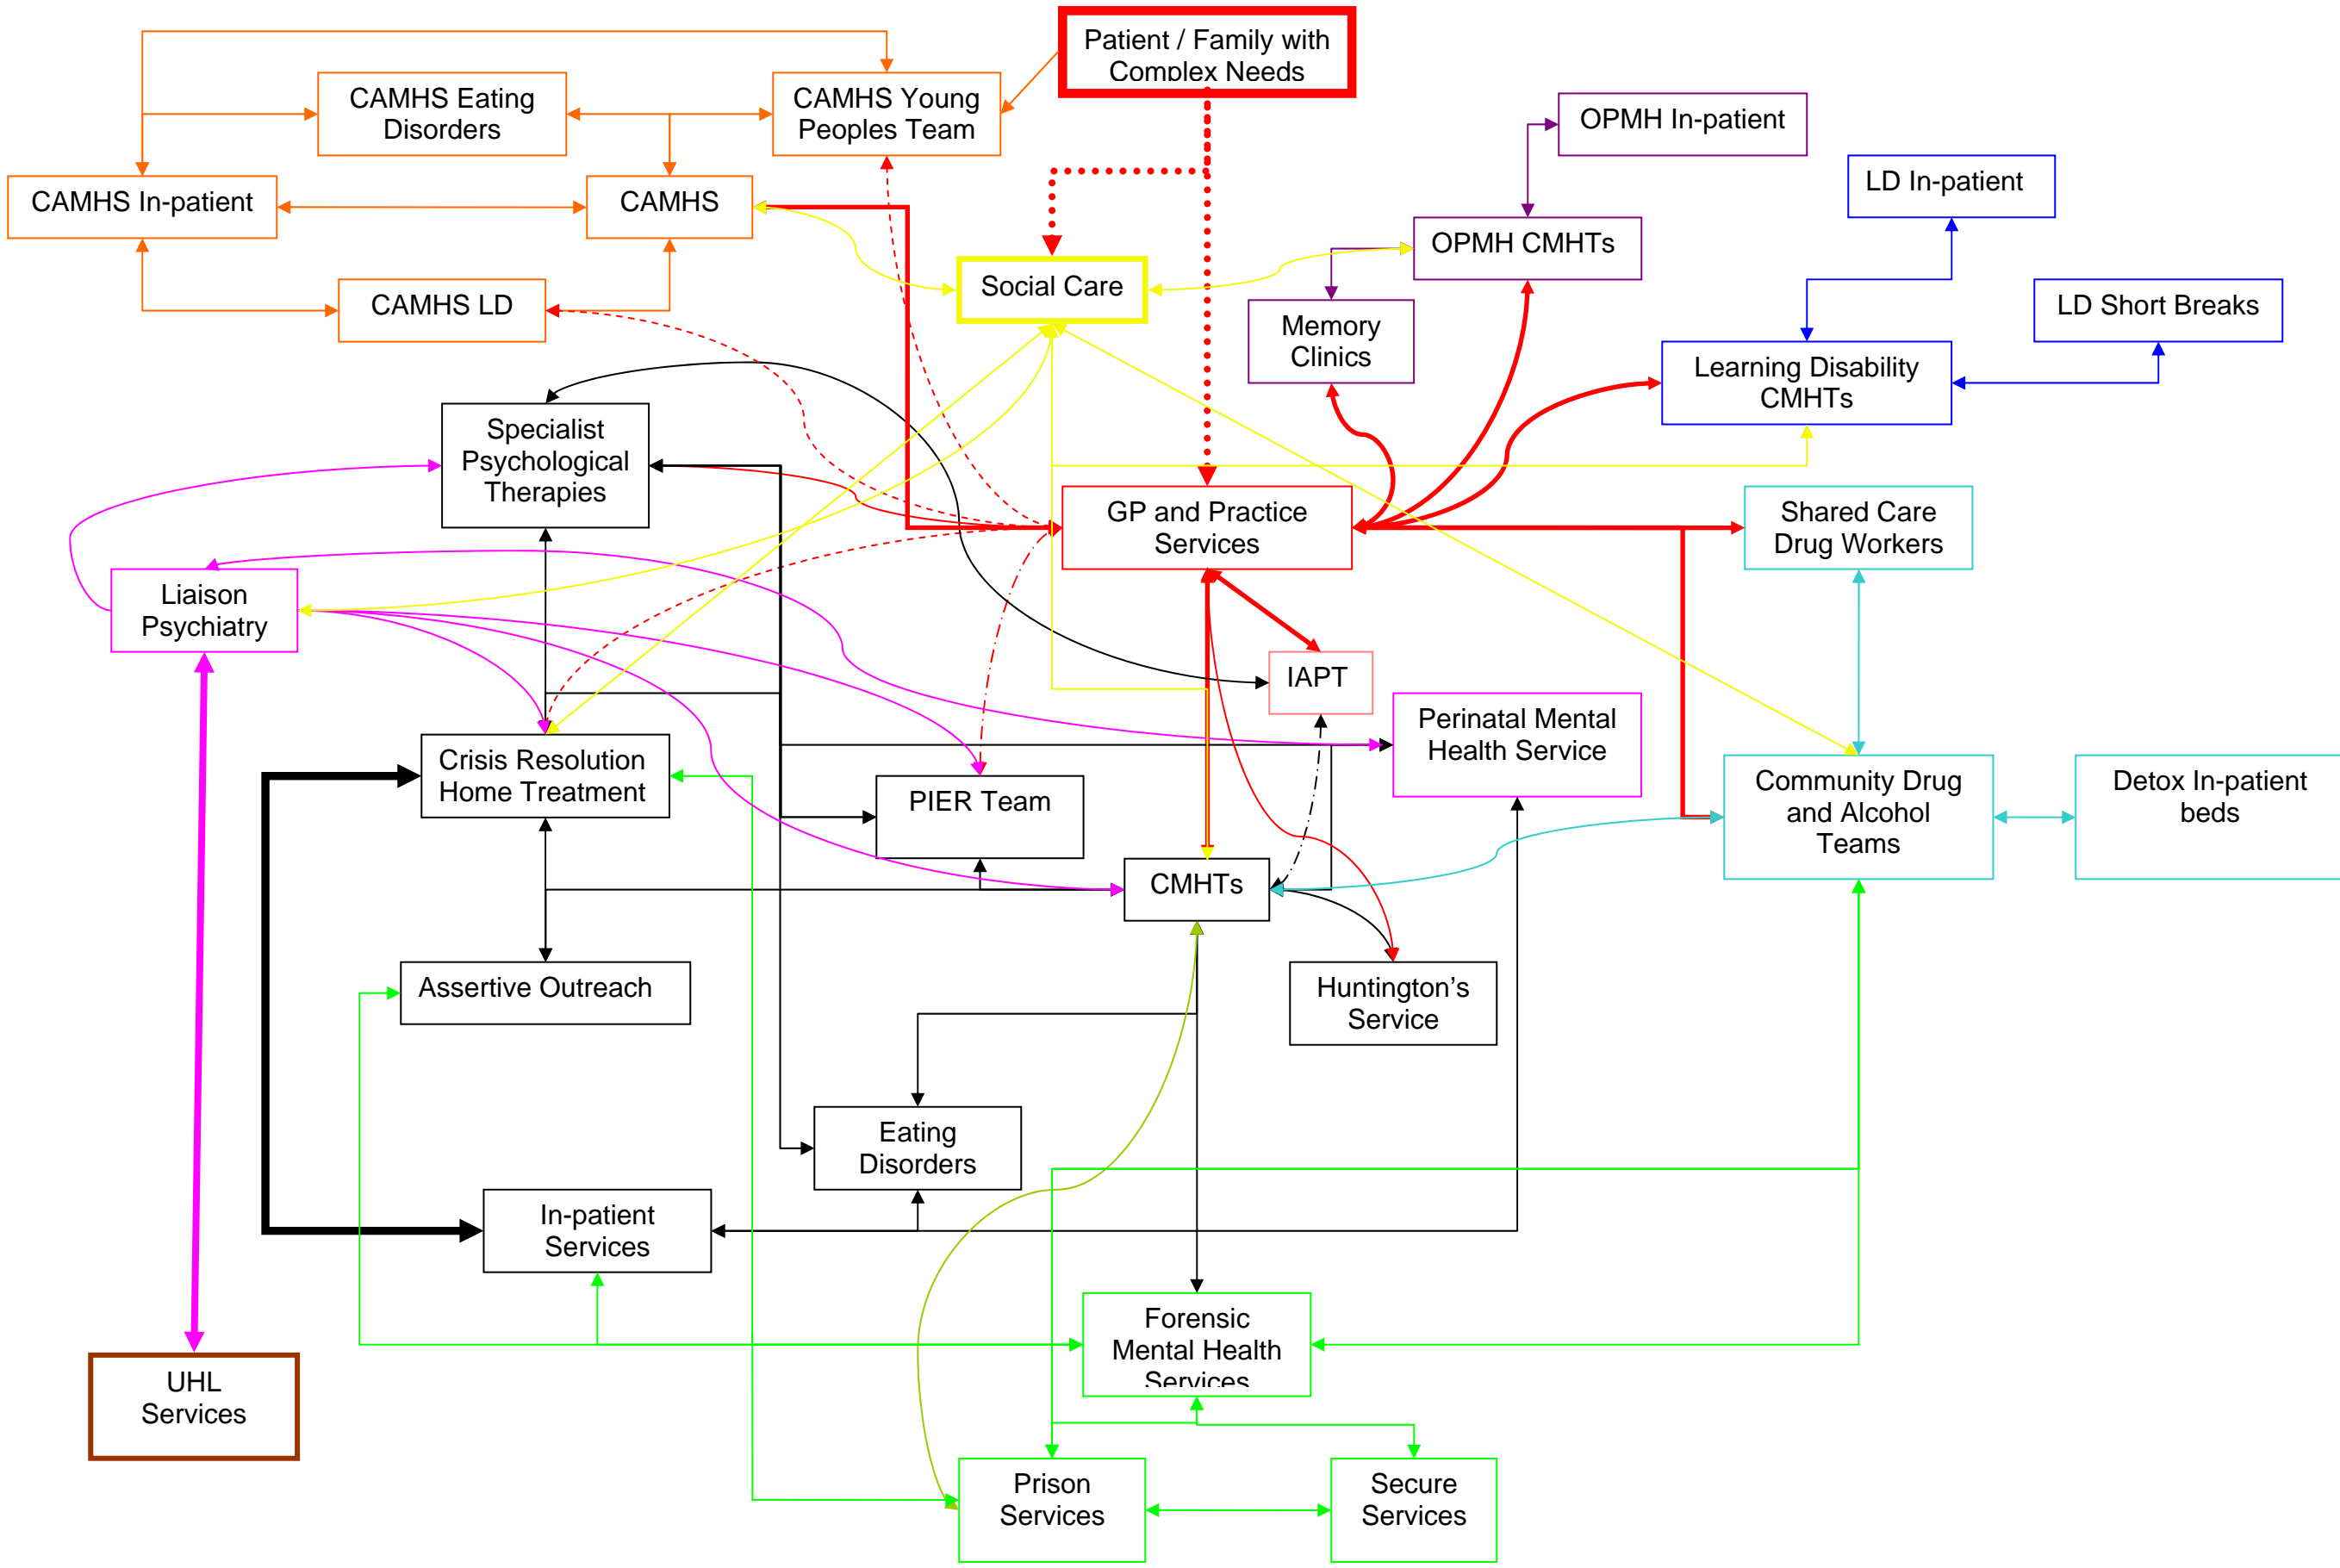 Patient / Family with
Complex Needs
CAMHS Eating
Disorders
CAMHS Young
Peoples Team
OPMH In-patient
LD In-patient
CAMHS In-patient
CAMHS
OPMH CMHTs
Social Care
CAMHS LD
Memory
Clinics
LD Short Breaks
Learning Disability
CMHTs
Specialist
Psychological
Therapies
GP and Practice
Services
Shared Care
Drug Workers
Liaison
Psychiatry
IAPT
Perinatal Mental
Health Service
Crisis Resolution
Home Treatment
PIER Team
Community Drug
and Alcohol
Teams
Detox In-patient
beds
CMHTs
Assertive Outreach
Huntington’s
Service
Eating
Disorders
In-patient
Services
Forensic
Mental Health
Services
UHL
Services
Prison
Services
Secure
Services